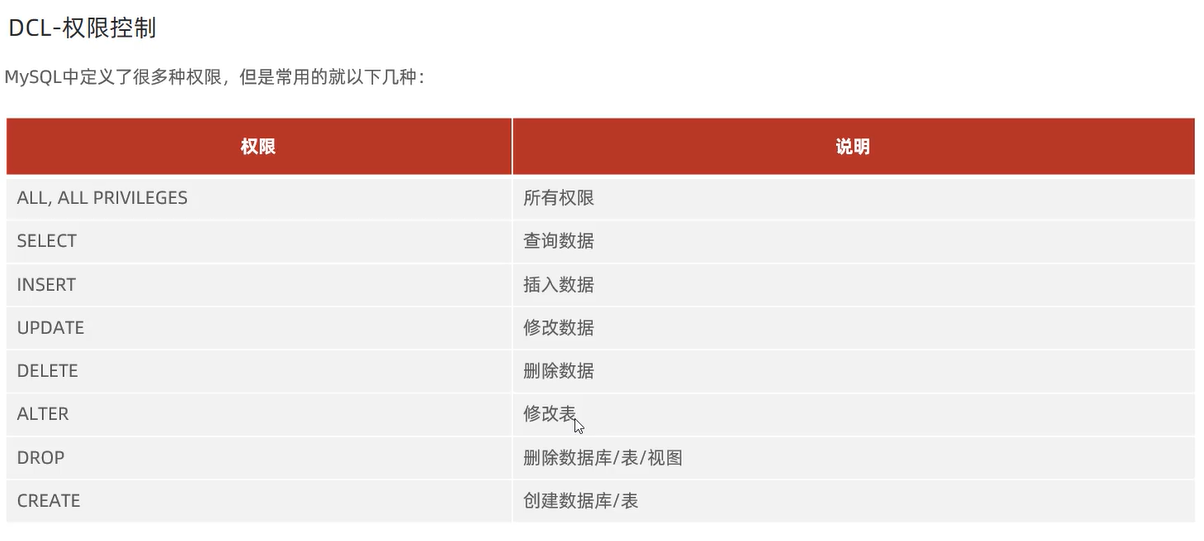 DCL-权限控制
MySQL中定义了很多种权限，但是常用的就以下几种：
权限 说明
ALL, ALL PRIVILEGES 所有权限
SELECT 查询数据
INSERT 插入数据
UPDATE 修改数据
DELETE 删除数据
ALTER 修改表
DROP 删除数据库/表/视图
CREATE 创建数据库/表